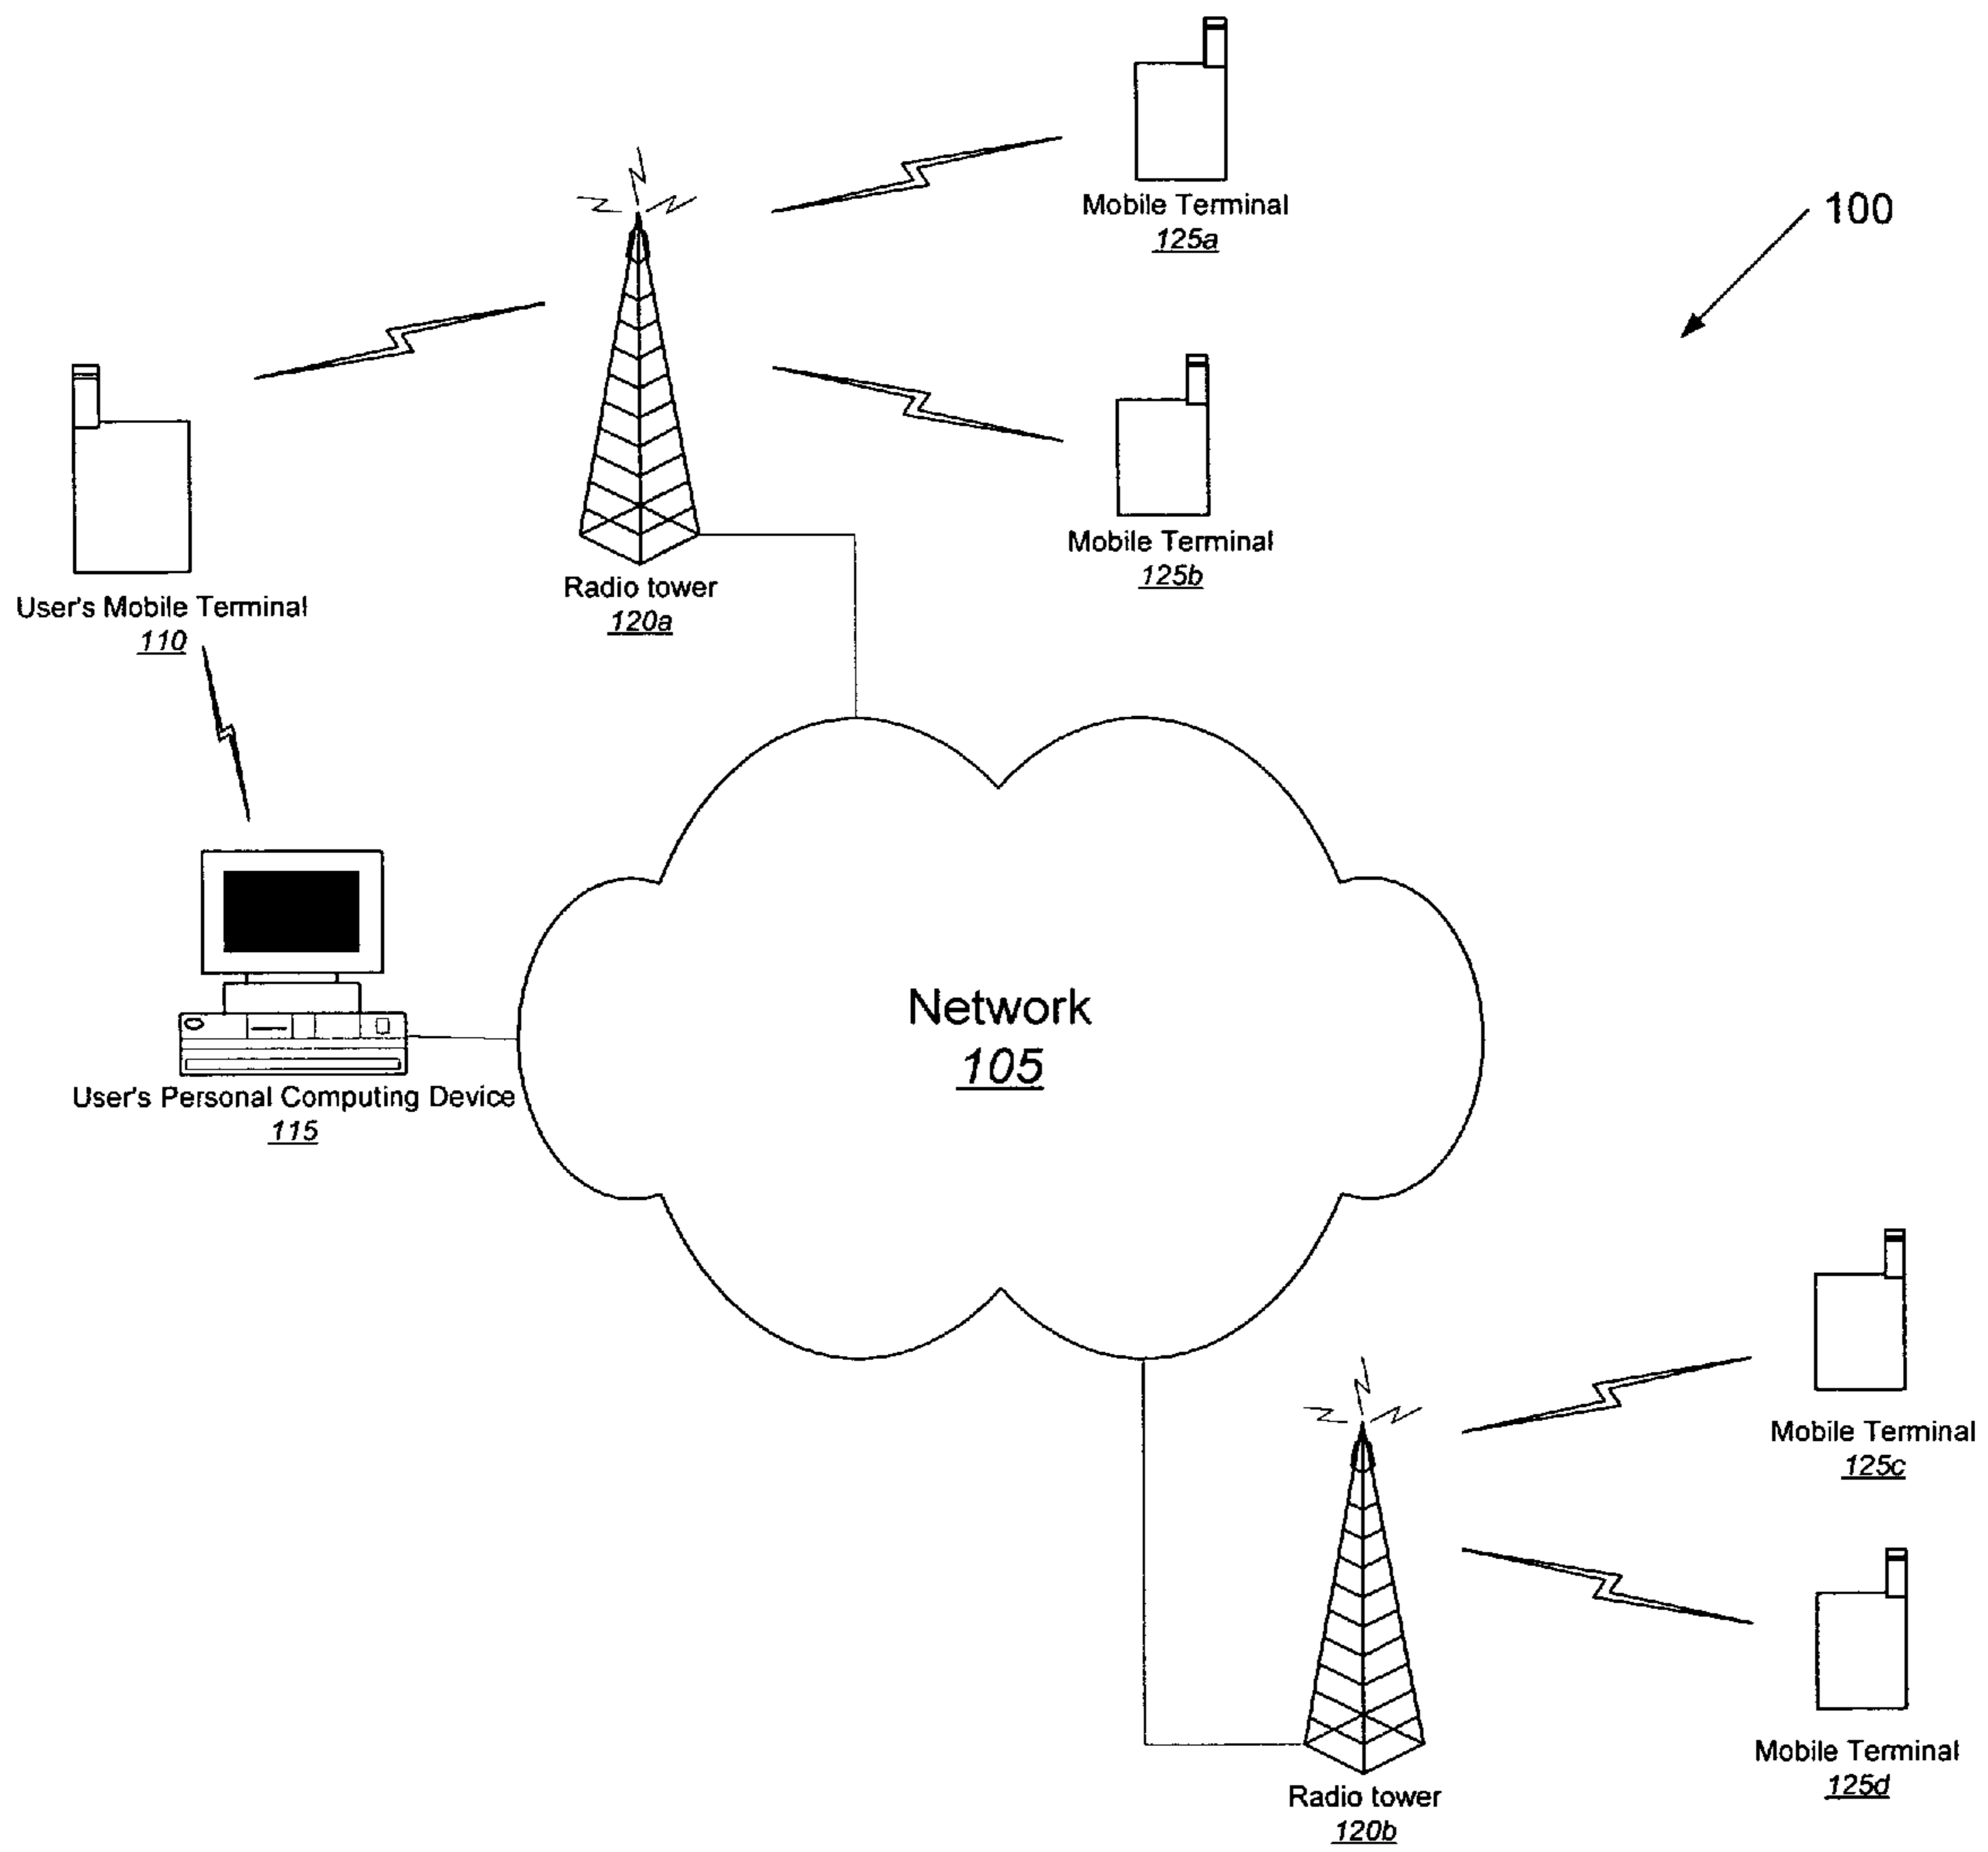 Mobile Terminal
125a
100
Mobile Terminal
125b
Radio tower
120a
User's Mobile Terminal
110
Network
105
User's Personal Computing Device
115
Mobile Terminal
125c
Mobile Terminal
125d
Radio tower
120b